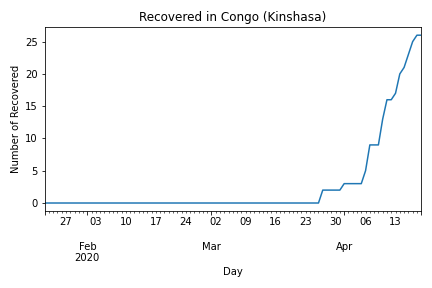 Recovered in Congo (Kinshasa)
Number of Recovered
25
20
15
10
5
0
27 03 10 17 24 02 09 16 23 30 06 13
Feb Mar Apr
2020
Day